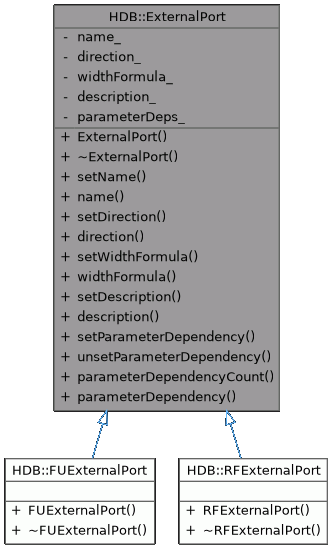 HDB::ExternalPort
- name_
- direction_
- widthFormula_
- description_
- parameterDeps_
+ ExternalPort()
+ ~ExternalPort()
+ setName()
+ name()
+ setDirection()
+ direction()
+ setWidthFormula()
+ widthFormula()
+ setDescription()
+ description()
+ setParameterDependency()
+ unsetParameterDependency()
+ parameterDependencyCount()
+ parameterDependency()
HDB::FUExternalPort
+ FUExternalPort()
+ ~FUExternalPort()
HDB::RFExternalPort
+ RFExternalPort()
+ ~RFExternalPort()